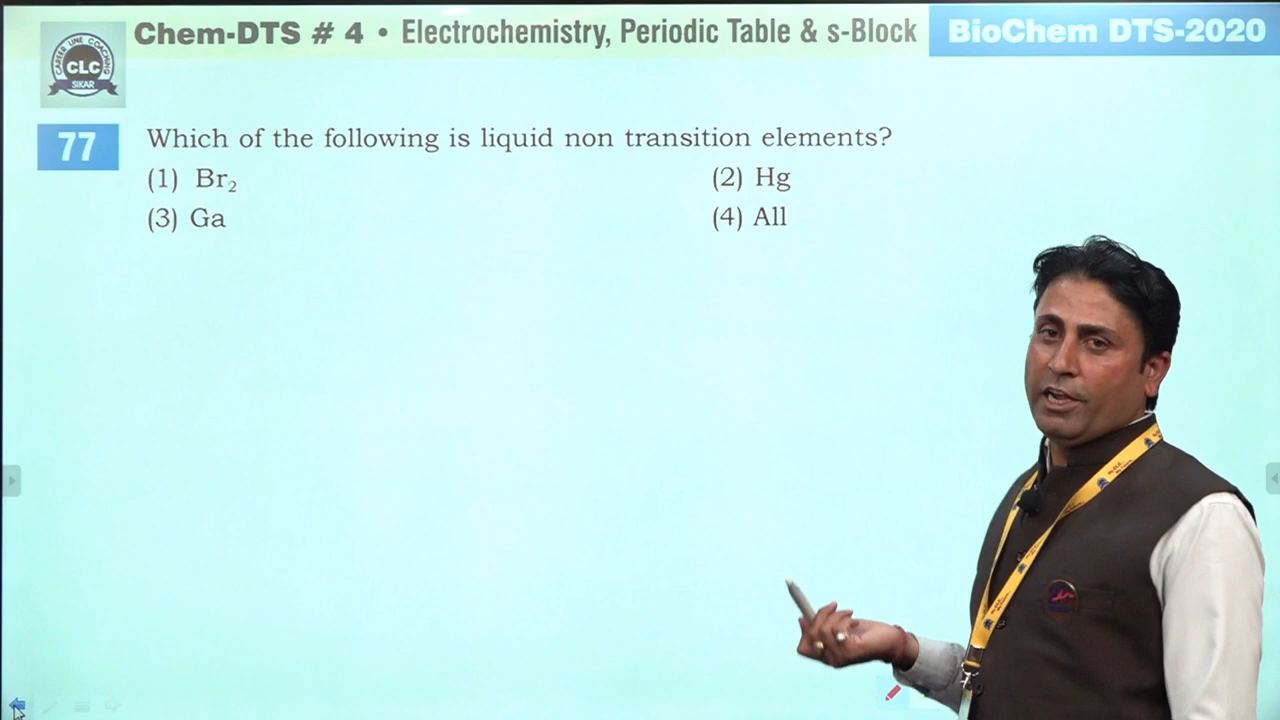 Chem-DTS # 4 • Electrochemistry, Periodic Table & s-Block
BioChem DTS-2020
CAREER LINE COACHING
CLC
SIKAR
77
Which of the following is liquid non transition elements?
(1) Br₂
(2) Hg
(3) Ga
(4) All